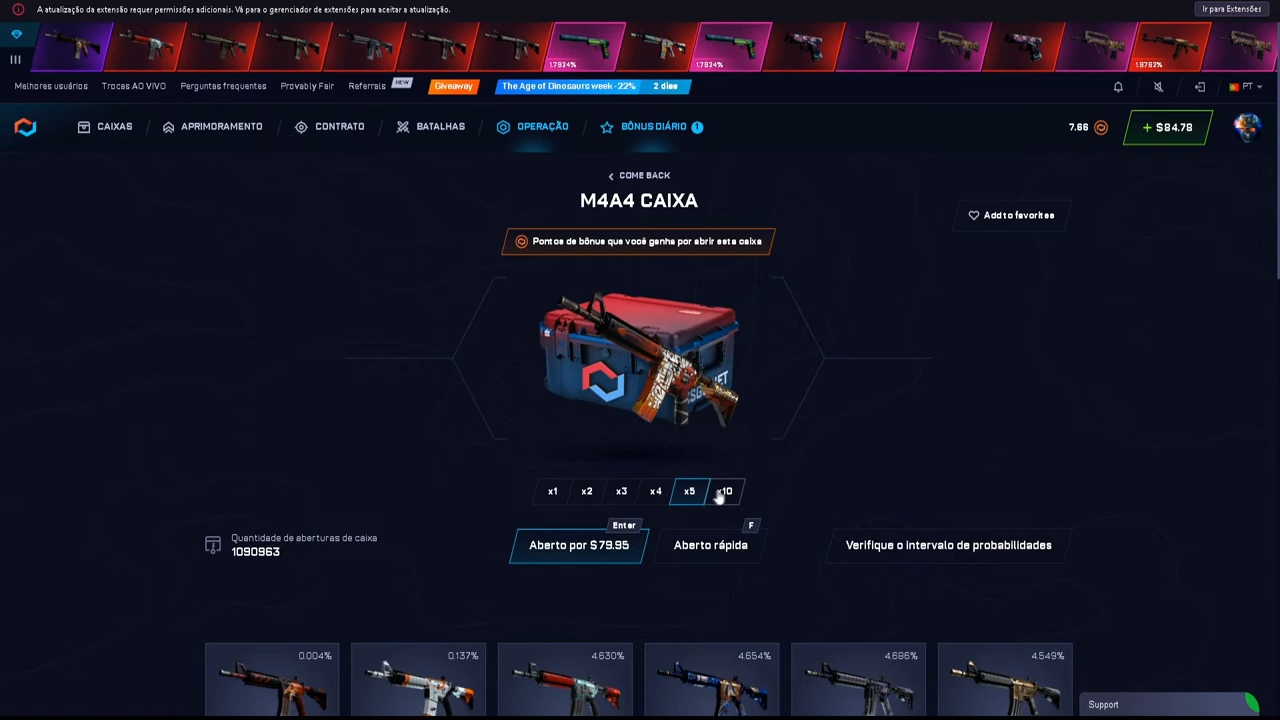 A atualização da extensão requer permissões adicionais. Vá para o gerenciador de extensões para aceitar a atualização.
Ir para Extensões
1.7924%
1.7924%
1.8762%
Melhores usuários
Trocas AO VIVO
Perguntas frequentes
Provably Fair
Referrals
NEW
Giveaway
The Age of Dinosaurs week -22%
2 dias
PT
CAIXAS
APRIMORAMENTO
CONTRATO
BATALHAS
OPERAÇÃO
BÔNUS DIÁRIO 1
7.66
+ $84.78
COME BACK
M4A4 CAIXA
Add to favorites
Pontos de bônus que você ganha por abrir esta caixa
x1
x2
x3
x4
x5
x10
Enter
F
Quantidade de aberturas de caixa
1090963
Aberto por $79.95
Aberto rápida
Verifique o intervalo de probabilidades
0.004%
0.137%
4.630%
4.654%
4.686%
4.549%
Support